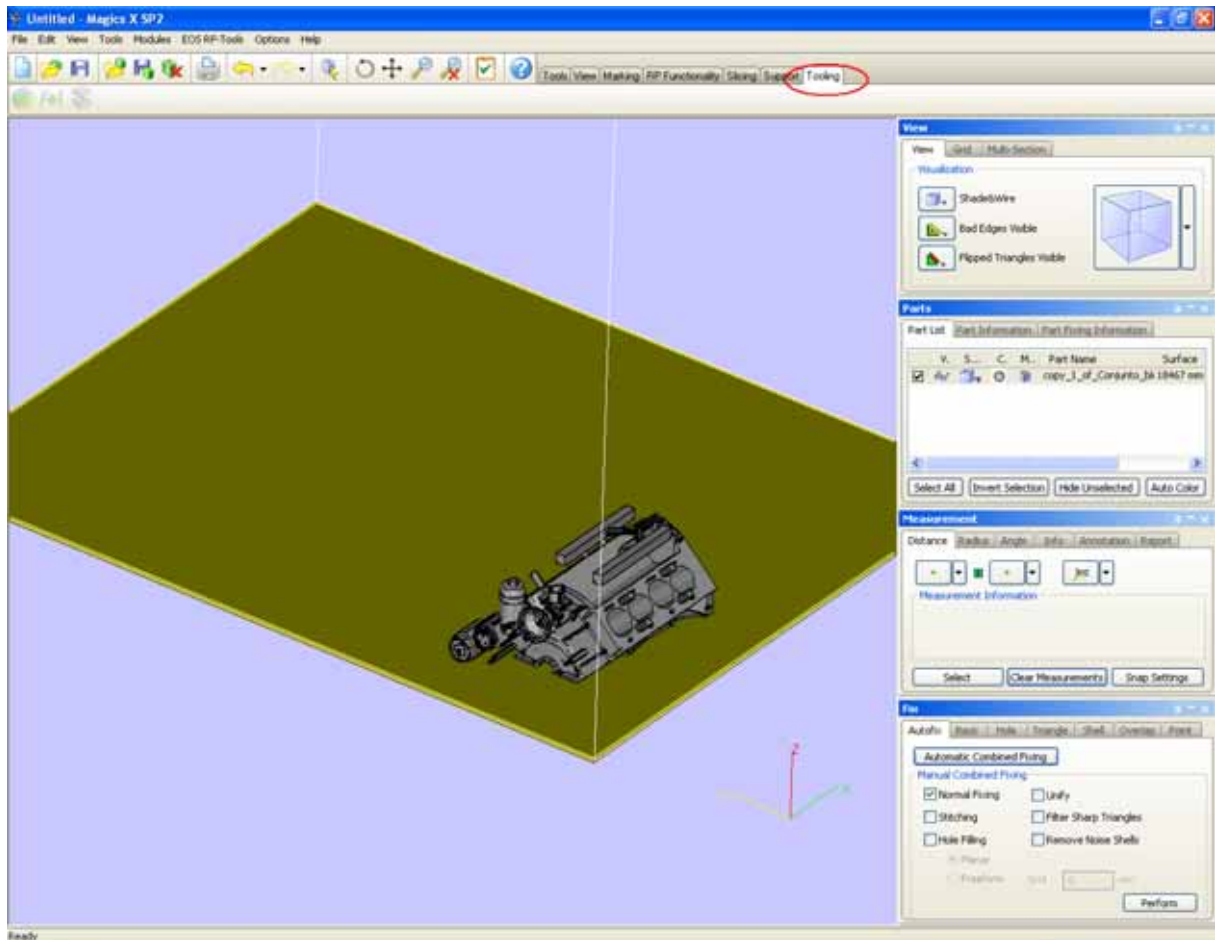 Untitled - Magics X SP2
File Edit View Tools Modules EOS RP-Tools Options Help
Tools View Marking RP Functionality Slicing Support Tooling
View
View Grid Multi-Section
Visualization
Shade&Wire
Bad Edges Visible
Flipped Triangles Visible
Parts
Part List Part Information Part Fixing Information
V. S... C. M.. Part Name Surface
copy_1_of_Conjunto_bk 18467 mm
Select All Invert Selection Hide Unselected Auto Color
Measurement
Distance Radius Angle Info Annotation Report
Measurement Information
Select Clear Measurements Snap Settings
Fix
Autofix Basic Hole Triangle Shell Overlap Point
Automatic Combined Fixing
Manual Combined Fixing
Normal Fixing Unify
Stitching Filter Sharp Triangles
Hole Filling Remove Noise Shells
Planar
Freeform Grid
Perform
z
Ready